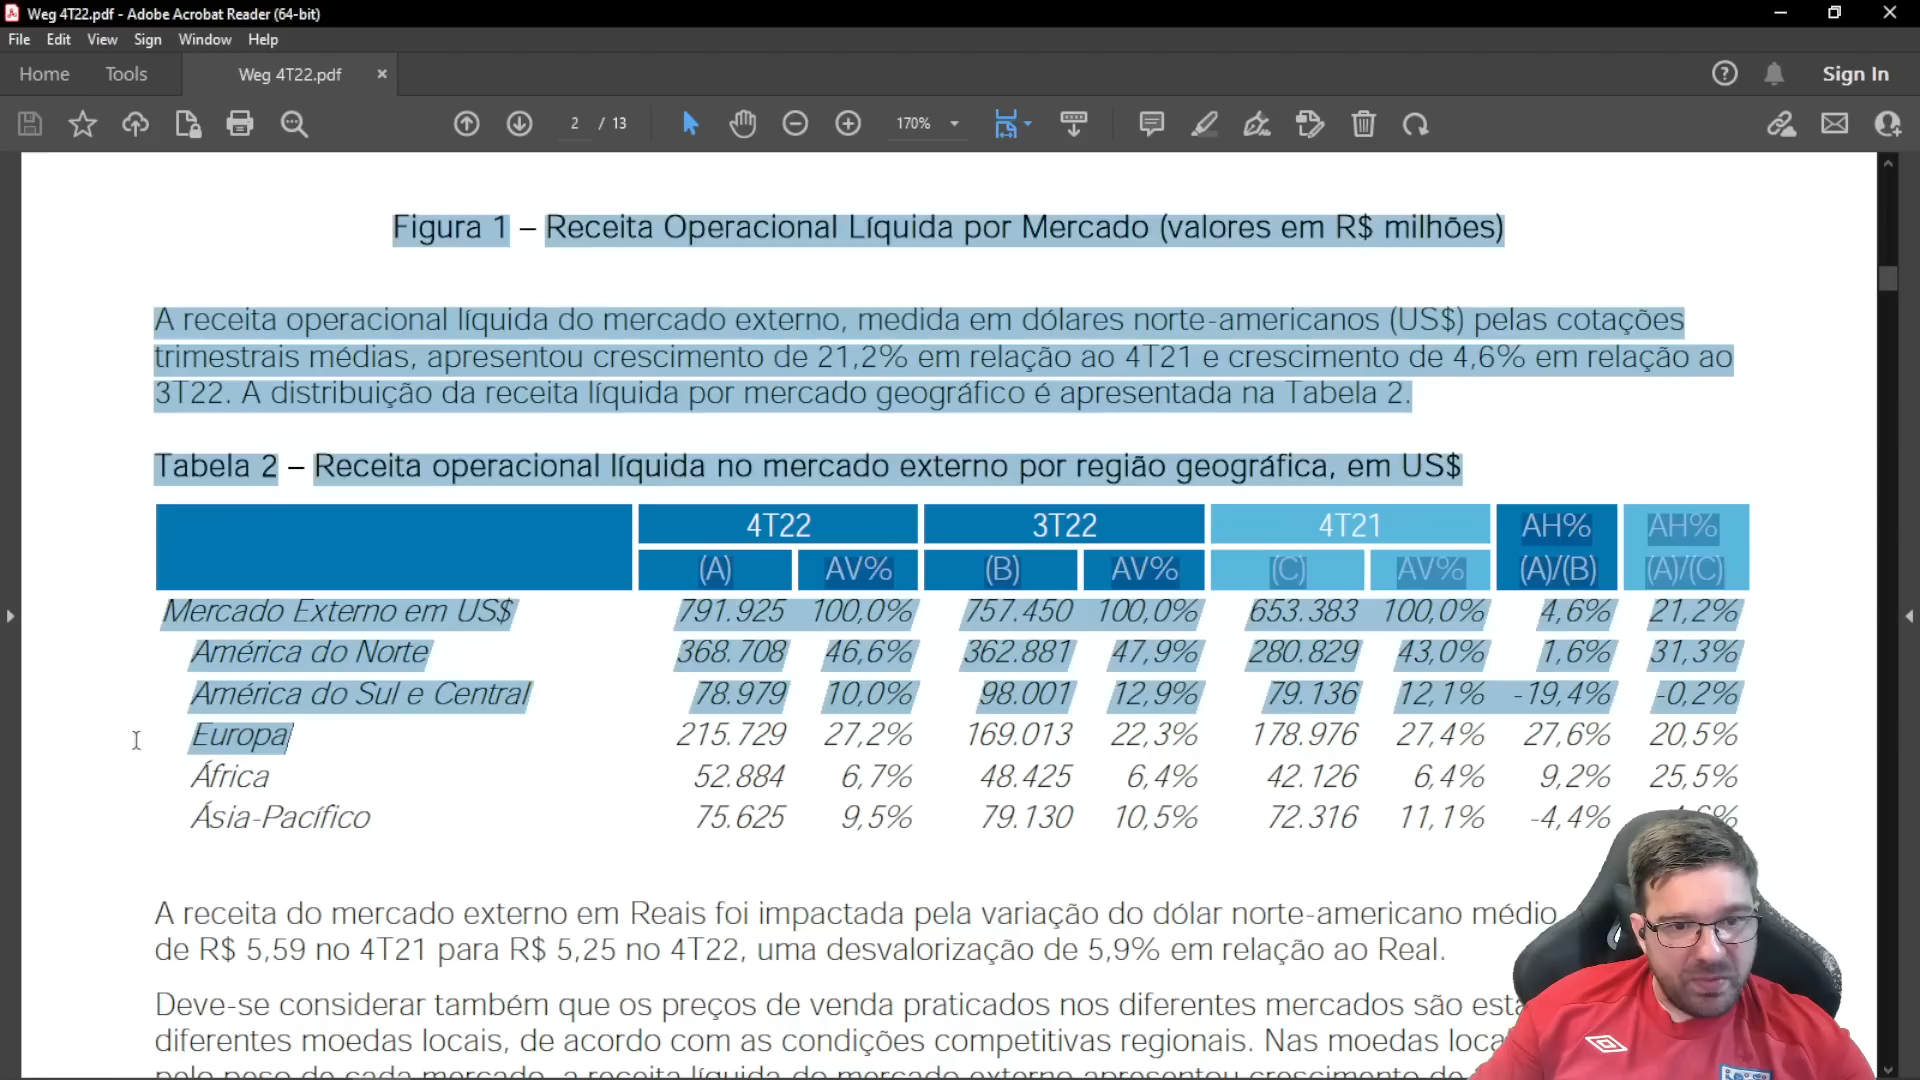 Weg 4T22.pdf - Adobe Acrobat Reader (64-bit)
File Edit View Sign Window Help
Home Tools Weg 4T22.pdf × Sign In
2 / 13 170%
Figura 1 – Receita Operacional Líquida por Mercado (valores em R$ milhões)
A receita operacional líquida do mercado externo, medida em dólares norte-americanos (US$) pelas cotações
trimestrais médias, apresentou crescimento de 21,2% em relação ao 4T21 e crescimento de 4,6% em relação ao
3T22. A distribuição da receita líquida por mercado geográfico é apresentada na Tabela 2.
Tabela 2 – Receita operacional líquida no mercado externo por região geográfica, em US$
4T22 3T22 4T21 AH% AH%
(A) AV% (B) AV% (C) AV% (A)/(B) (A)/(C)
Mercado Externo em US$ 791.925 100,0% 757.450 100,0% 653.383 100,0% 4,6% 21,2%
América do Norte 368.708 46,6% 362.881 47,9% 280.829 43,0% 1,6% 31,3%
América do Sul e Central 78.979 10,0% 98.001 12,9% 79.136 12,1% -19,4% -0,2%
Europa 215.729 27,2% 169.013 22,3% 178.976 27,4% 27,6% 20,5%
África 52.884 6,7% 48.425 6,4% 42.126 6,4% 9,2% 25,5%
Ásia-Pacífico 75.625 9,5% 79.130 10,5% 72.316 11,1% -4,4%
A receita do mercado externo em Reais foi impactada pela variação do dólar norte-americano médio
de R$ 5,59 no 4T21 para R$ 5,25 no 4T22, uma desvalorização de 5,9% em relação ao Real.
Deve-se considerar também que os preços de venda praticados nos diferentes mercados são
diferentes moedas locais, de acordo com as condições competitivas regionais. Nas moedas
pelo peso de cada mercado, a receita líquida do mercado externo apresentou crescimento de
umbro